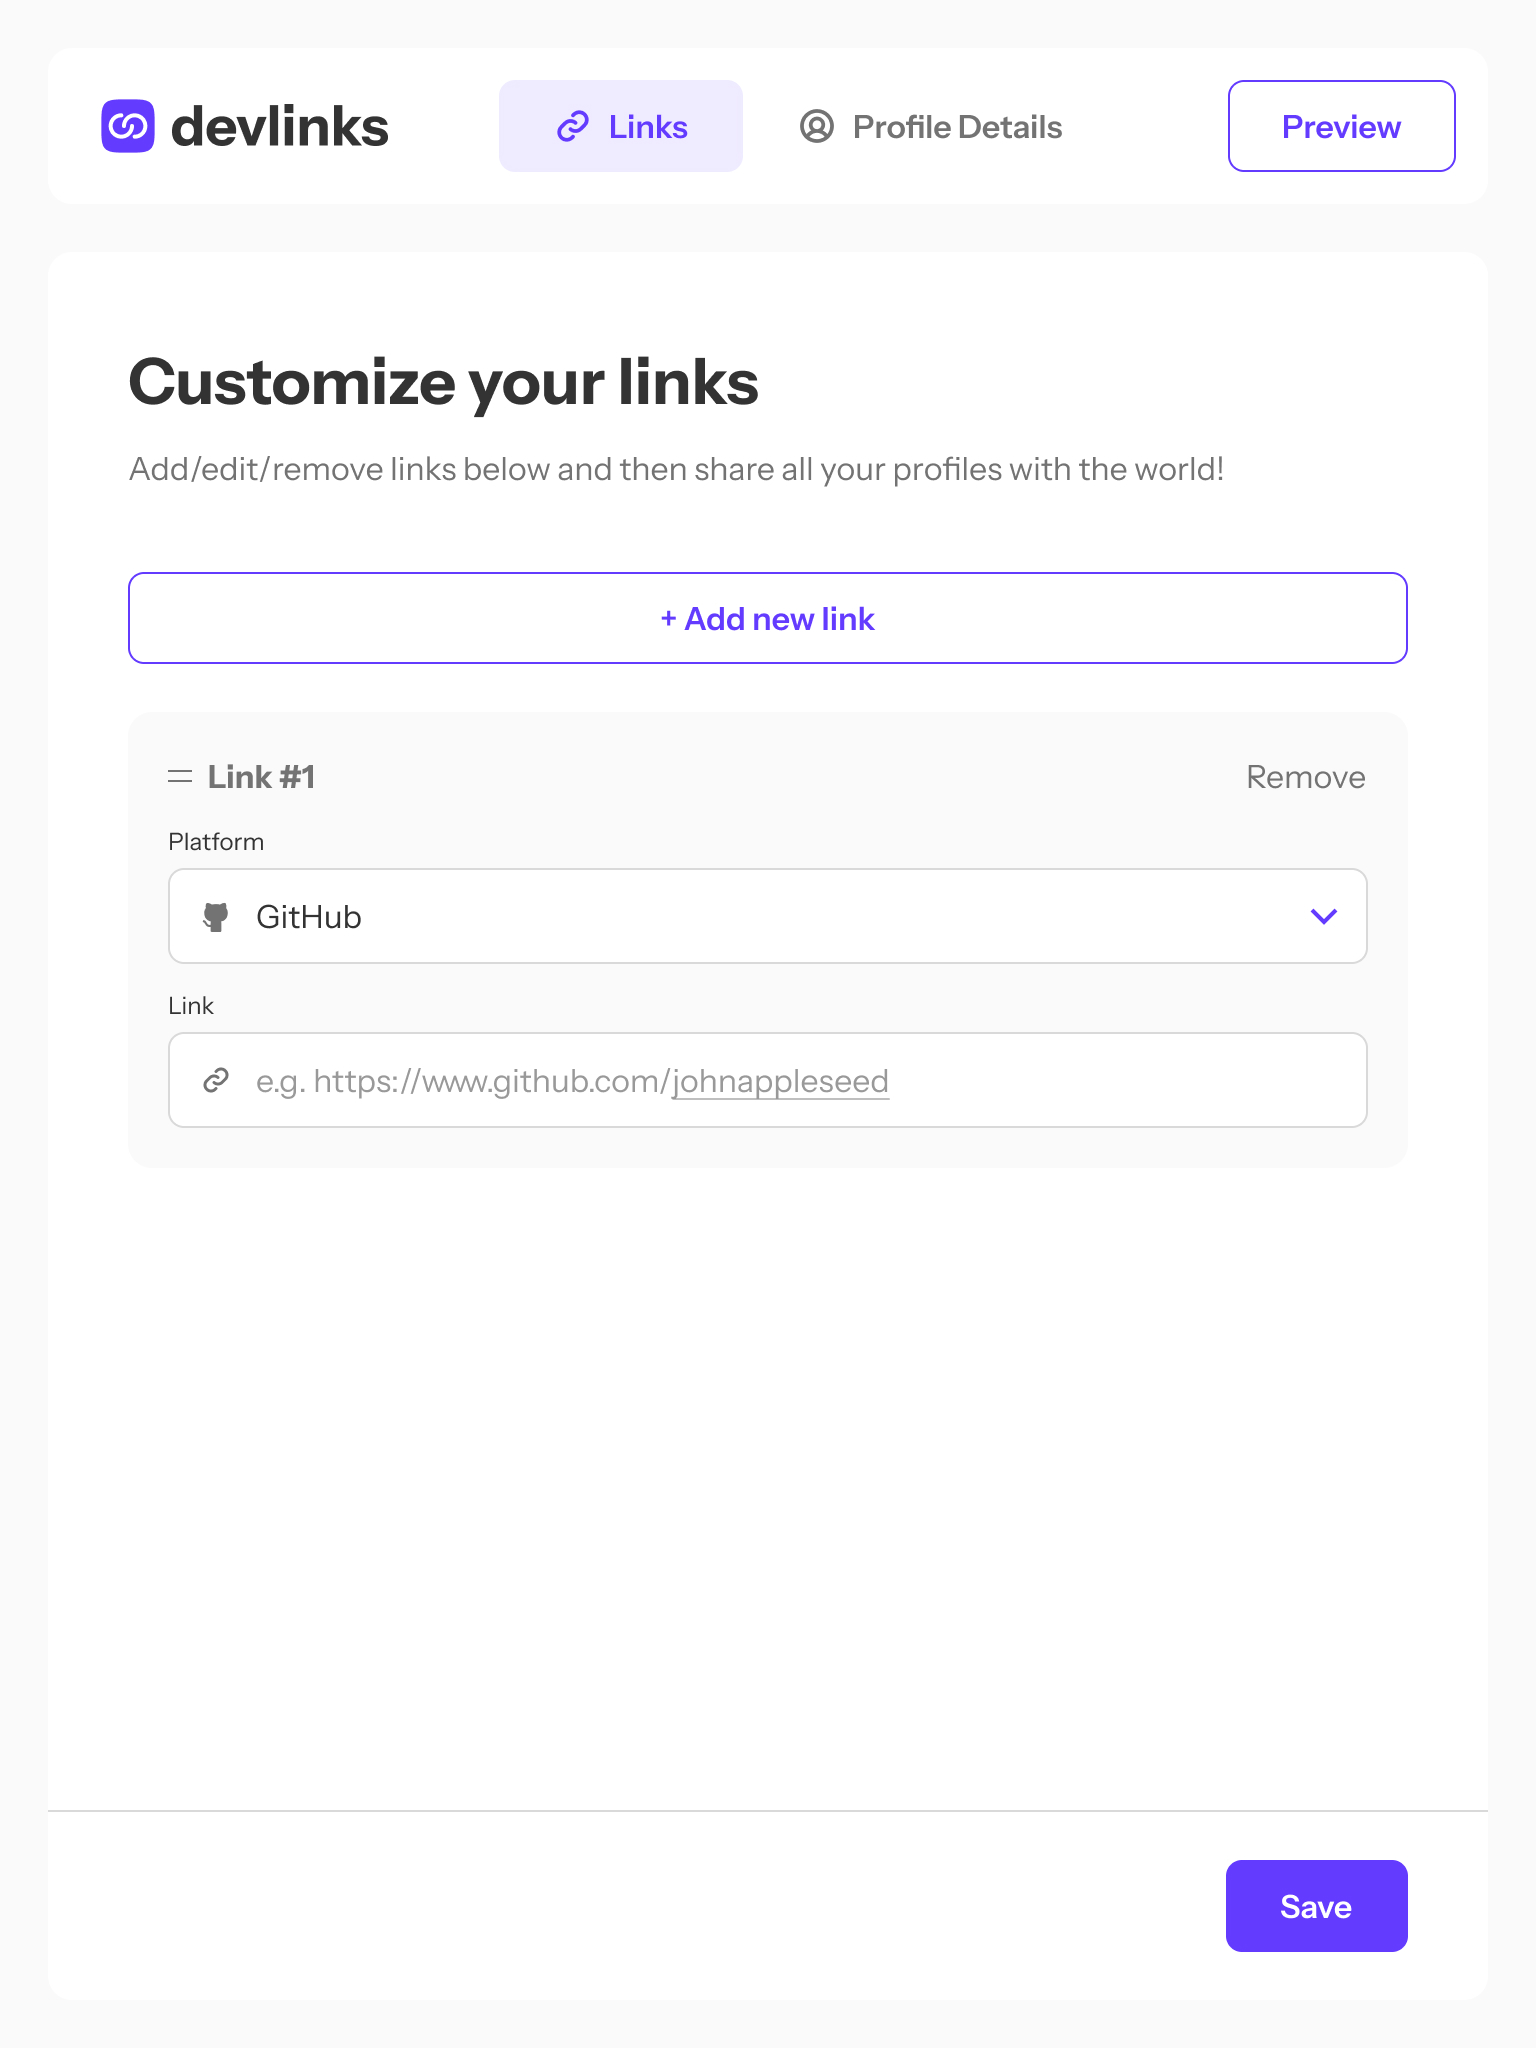 devlinks
Links
Profile Details
Preview
Customize your links
Add/edit/remove links below and then share all your profiles with the world!
+ Add new link
Link #1
Remove
Platform
GitHub
Link
e.g. https://www.github.com/johnappleseed
Save